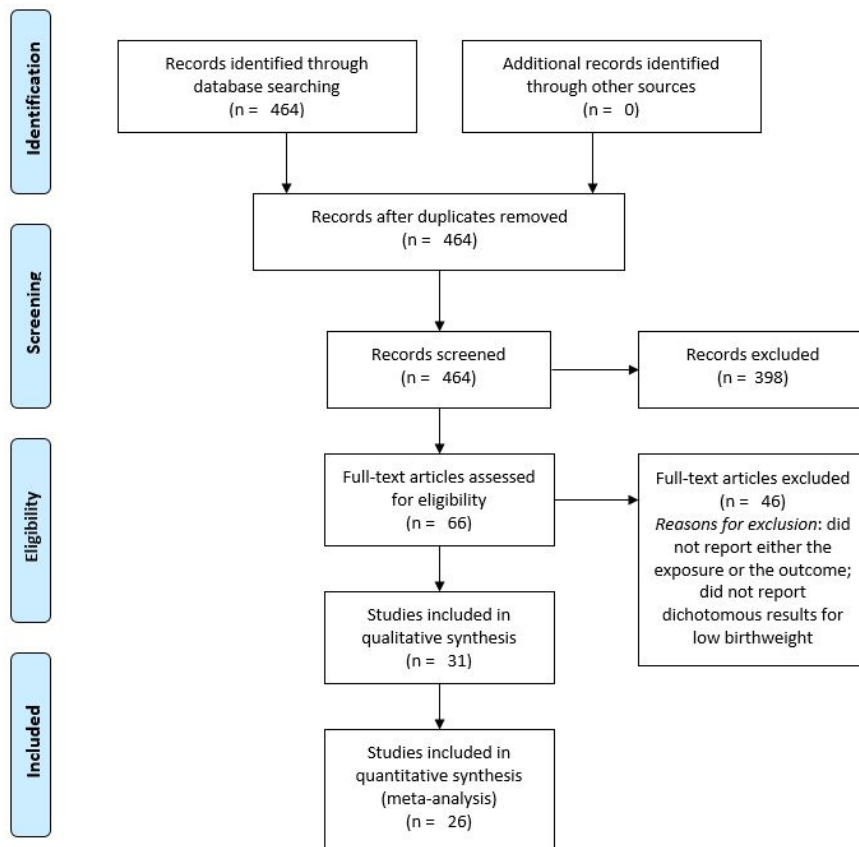 Identification
Records identified through
database searching
(n = 464)
Additional records identified
through other sources
(n = 0)
Records after duplicates removed
(n = 464)
Screening
Records screened
(n = 464)
Records excluded
(n = 398)
Eligibility
Full-text articles assessed
for eligibility
(n = 66)
Full-text articles excluded
(n = 46)
Reasons for exclusion: did
not report either the
exposure or the outcome;
did not report
dichotomous results for
low birthweight
Studies included in
qualitative synthesis
(n = 31)
Included
Studies included in
quantitative synthesis
(meta-analysis)
(n = 26)